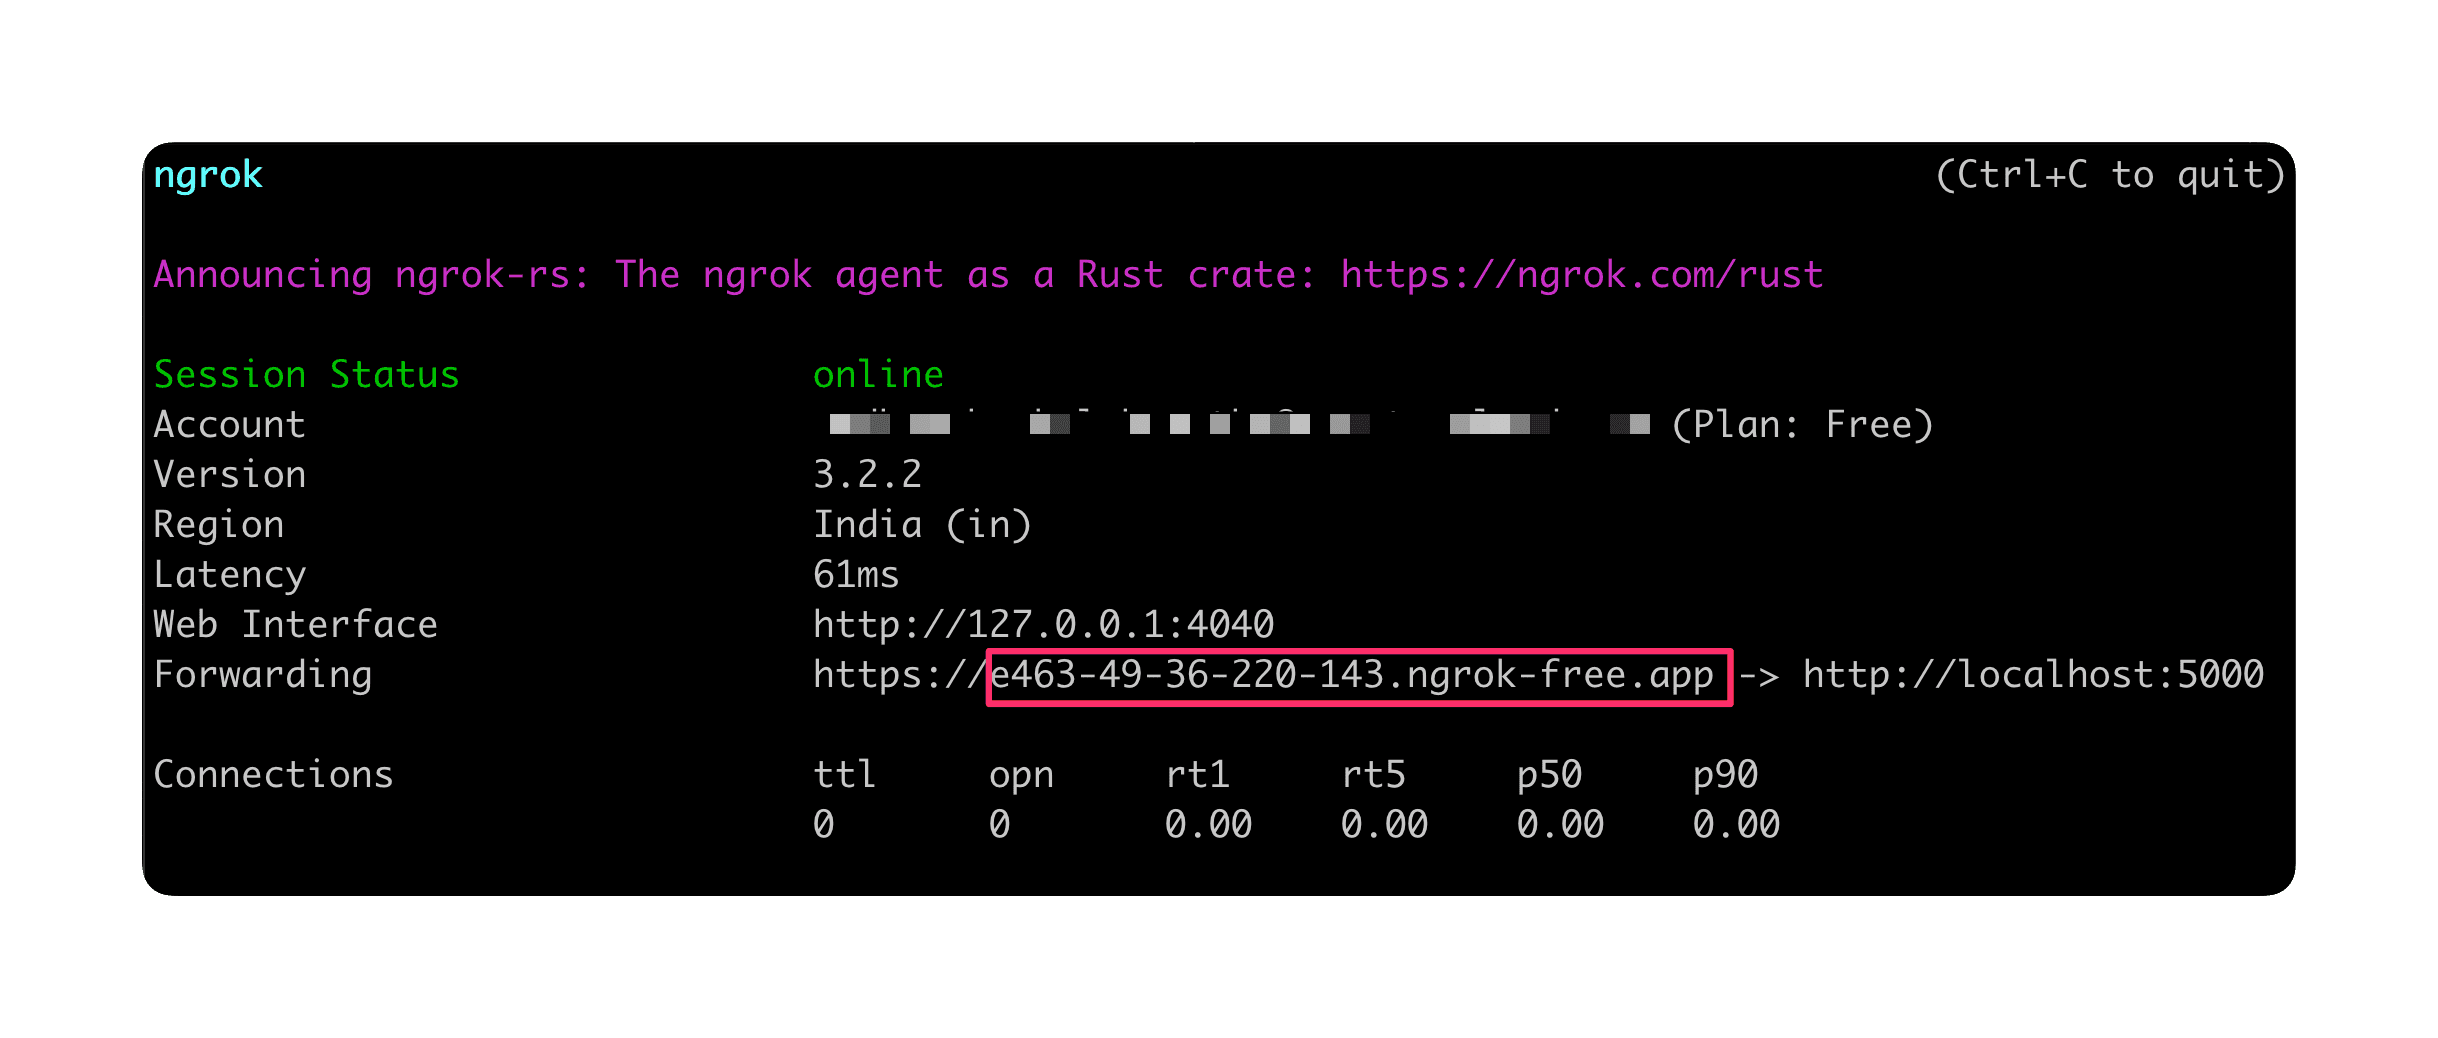 ngrok (Ctrl+C to quit)
Announcing ngrok-rs: The ngrok agent as a Rust crate: https://ngrok.com/rust
Session Status online
Account (Plan: Free)
Version 3.2.2
Region India (in)
Latency 61ms
Web Interface http://127.0.0.1:4040
Forwarding https://e463-49-36-220-143.ngrok-free.app -> http://localhost:5000
Connections ttl opn rt1 rt5 p50 p90
0 0 0.00 0.00 0.00 0.00